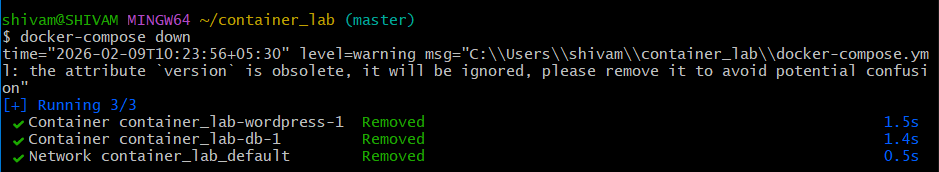 shivam@SHIVAM MINGW64 ~/container_lab (master)
$ docker-compose down
time="2026-02-09T10:23:56+05:30" level=warning msg="C:\\Users\\shivam\\container_lab\\docker-compose.ym
l: the attribute `version` is obsolete, it will be ignored, please remove it to avoid potential confusi
on"
[+] Running 3/3
✔ Container container_lab-wordpress-1 Removed 1.5s
✔ Container container_lab-db-1 Removed 1.4s
✔ Network container_lab_default Removed 0.5s